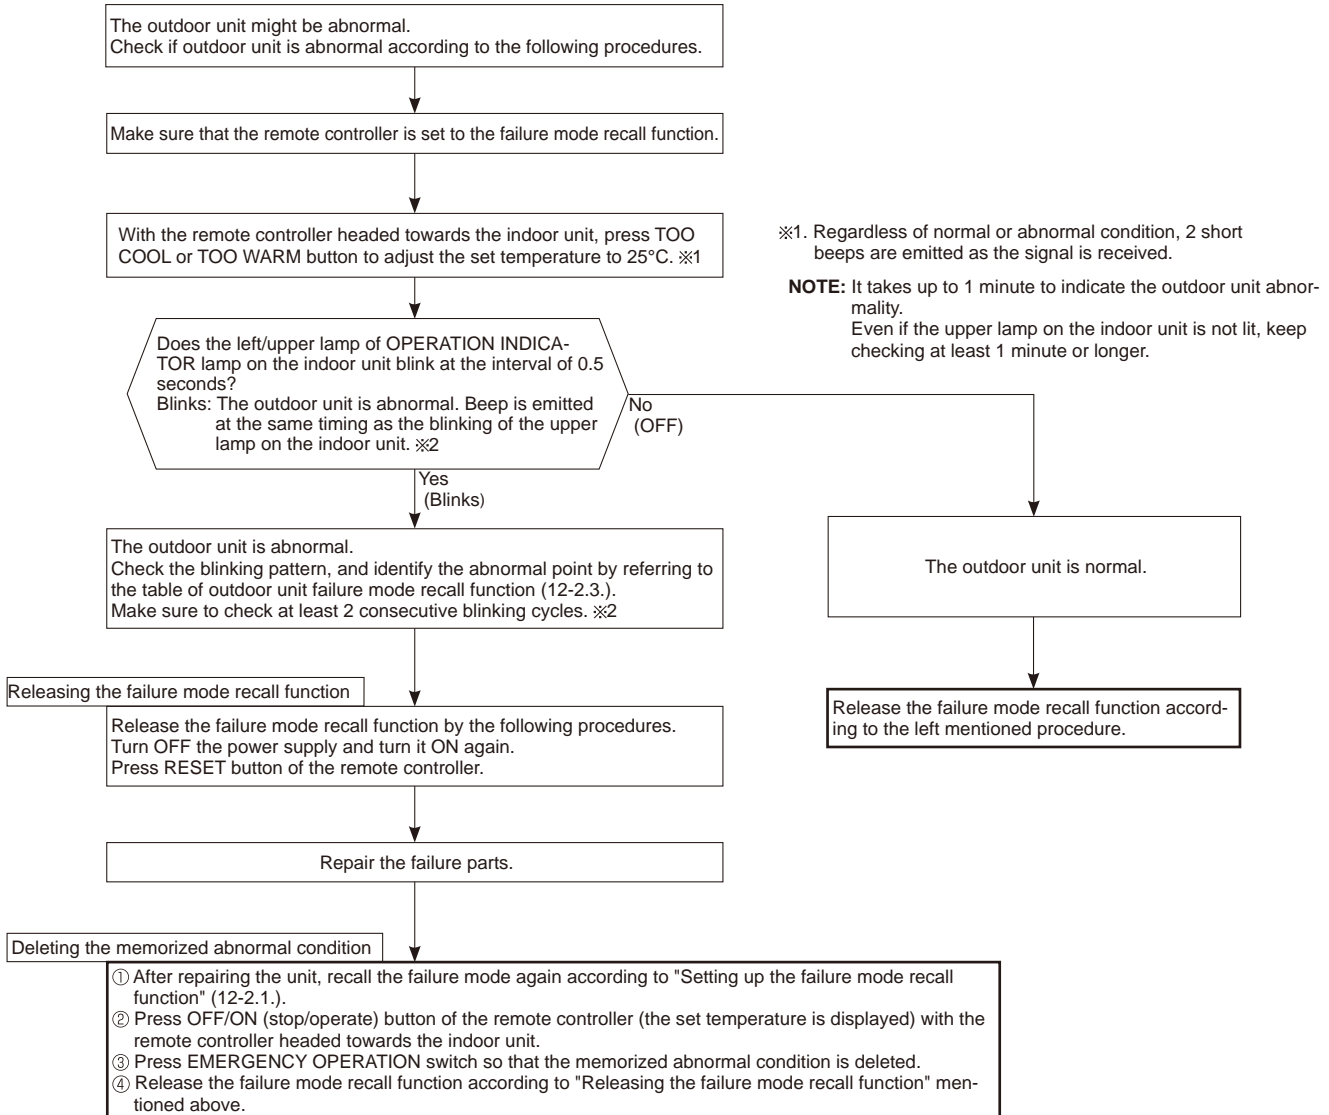 The outdoor unit might be abnormal.
Check if outdoor unit is abnormal according to the following procedures.
Make sure that the remote controller is set to the failure mode recall function.
With the remote controller headed towards the indoor unit, press TOO
COOL or TOO WARM button to adjust the set temperature to 25°C. ※1
※1. Regardless of normal or abnormal condition, 2 short
beeps are emitted as the signal is received.
NOTE: It takes up to 1 minute to indicate the outdoor unit abnor-
mality.
Even if the upper lamp on the indoor unit is not lit, keep
checking at least 1 minute or longer.
Does the left/upper lamp of OPERATION INDICA-
TOR lamp on the indoor unit blink at the interval of 0.5
seconds?
Blinks: The outdoor unit is abnormal. Beep is emitted
at the same timing as the blinking of the upper
lamp on the indoor unit. ※2
No
(OFF)
Yes
(Blinks)
The outdoor unit is abnormal.
Check the blinking pattern, and identify the abnormal point by referring to
the table of outdoor unit failure mode recall function (12-2.3.).
Make sure to check at least 2 consecutive blinking cycles. ※2
The outdoor unit is normal.
Releasing the failure mode recall function
Release the failure mode recall function by the following procedures.
Turn OFF the power supply and turn it ON again.
Press RESET button of the remote controller.
Release the failure mode recall function accord-
ing to the left mentioned procedure.
Repair the failure parts.
Deleting the memorized abnormal condition
① After repairing the unit, recall the failure mode again according to "Setting up the failure mode recall
function" (12-2.1.).
② Press OFF/ON (stop/operate) button of the remote controller (the set temperature is displayed) with the
remote controller headed towards the indoor unit.
③ Press EMERGENCY OPERATION switch so that the memorized abnormal condition is deleted.
④ Release the failure mode recall function according to "Releasing the failure mode recall function" men-
tioned above.